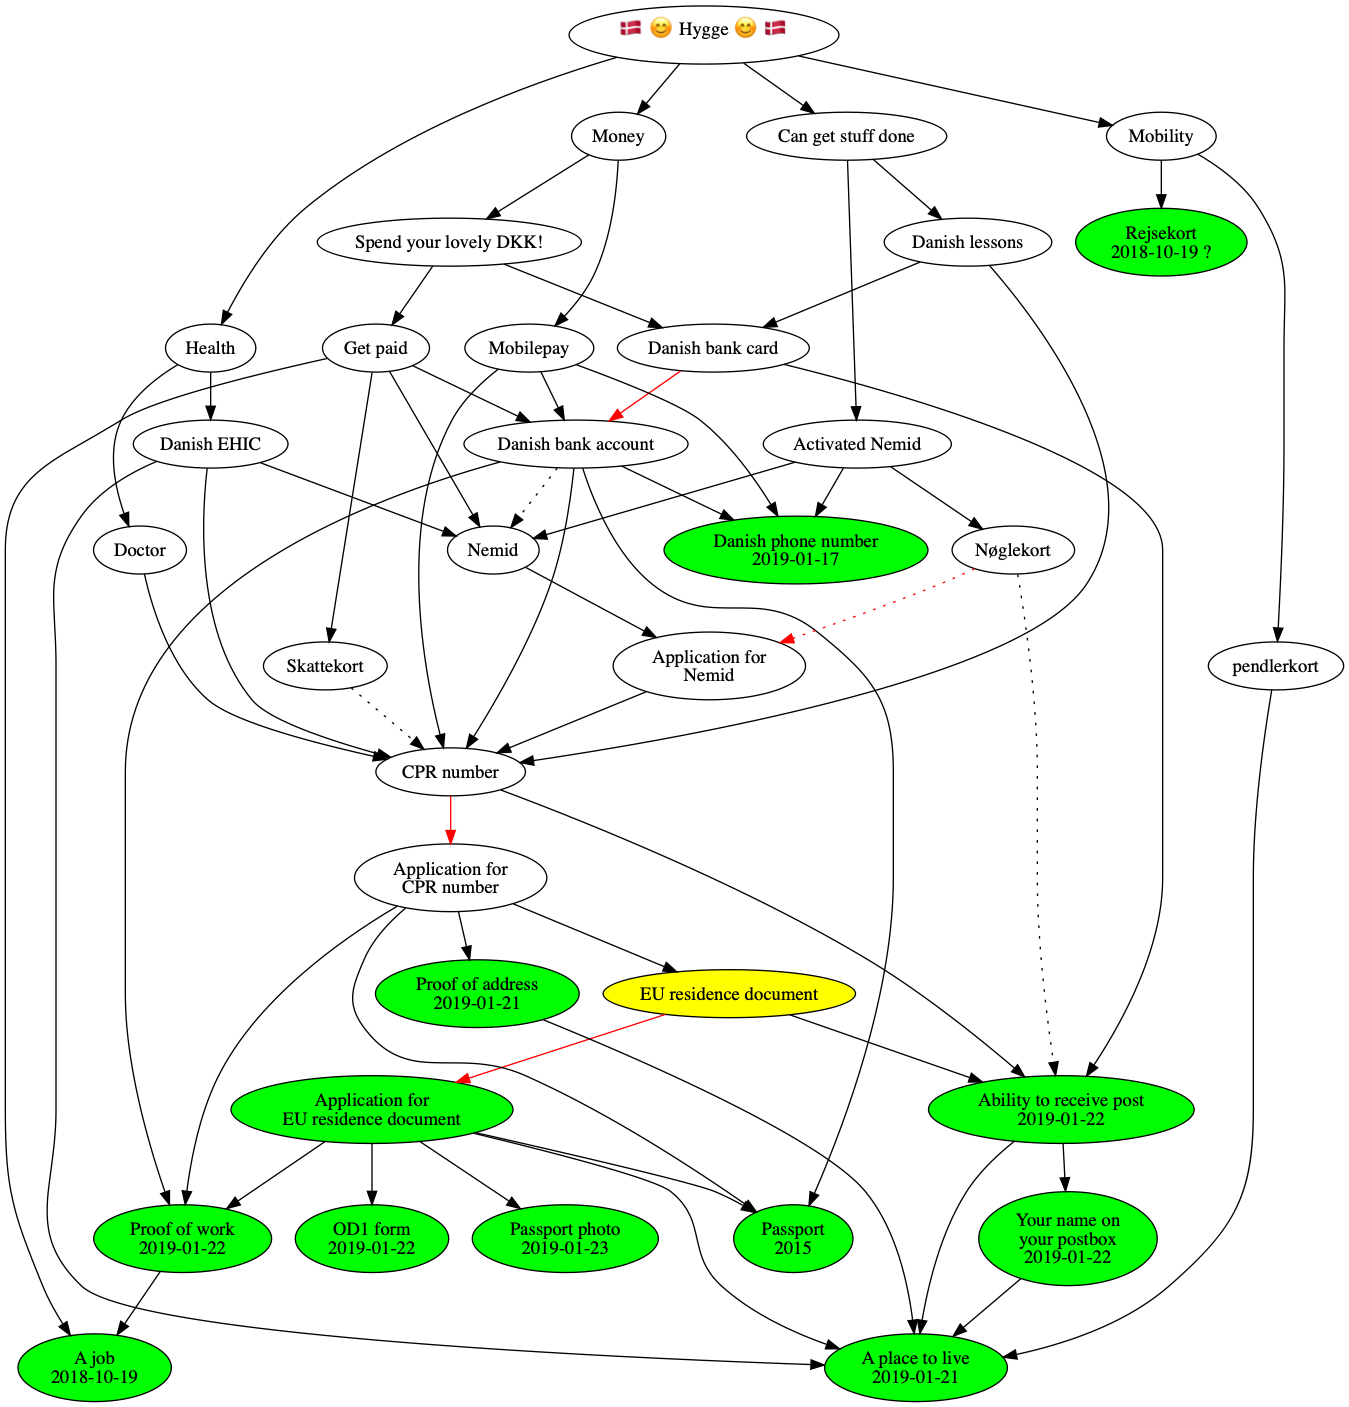 🇩🇰 😊 Hygge 😊 🇩🇰
Money
Can get stuff done
Mobility
Spend your lovely DKK!
Danish lessons
Rejsekort
2018-10-19 ?
Health
Get paid
Mobilepay
Danish bank card
Danish EHIC
Danish bank account
Activated Nemid
Doctor
Nemid
Danish phone number
2019-01-17
Nøglekort
Skattekort
Application for
Nemid
pendlerkort
CPR number
Application for
CPR number
Proof of address
2019-01-21
EU residence document
Application for
EU residence document
Ability to receive post
2019-01-22
Proof of work
2019-01-22
OD1 form
2019-01-22
Passport photo
2019-01-23
Passport
2015
Your name on
your postbox
2019-01-22
A job
2018-10-19
A place to live
2019-01-21